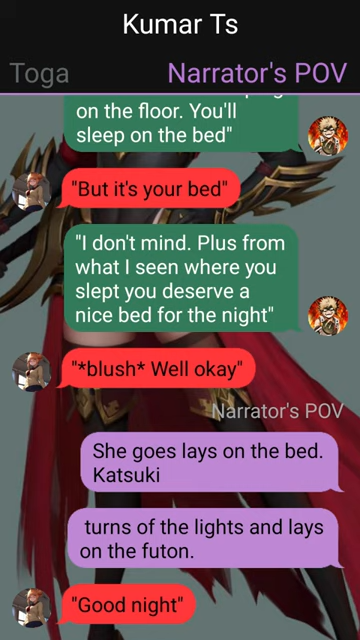 Kumar Ts
Toga
Narrator's POV
on the floor. You'll
sleep on the bed"
"But it's your bed"
"I don't mind. Plus from
what I seen where you
slept you deserve a
nice bed for the night"
"*blush* Well okay"
Narrator's POV
She goes lays on the bed.
Katsuki
turns of the lights and lays
on the futon.
"Good night"